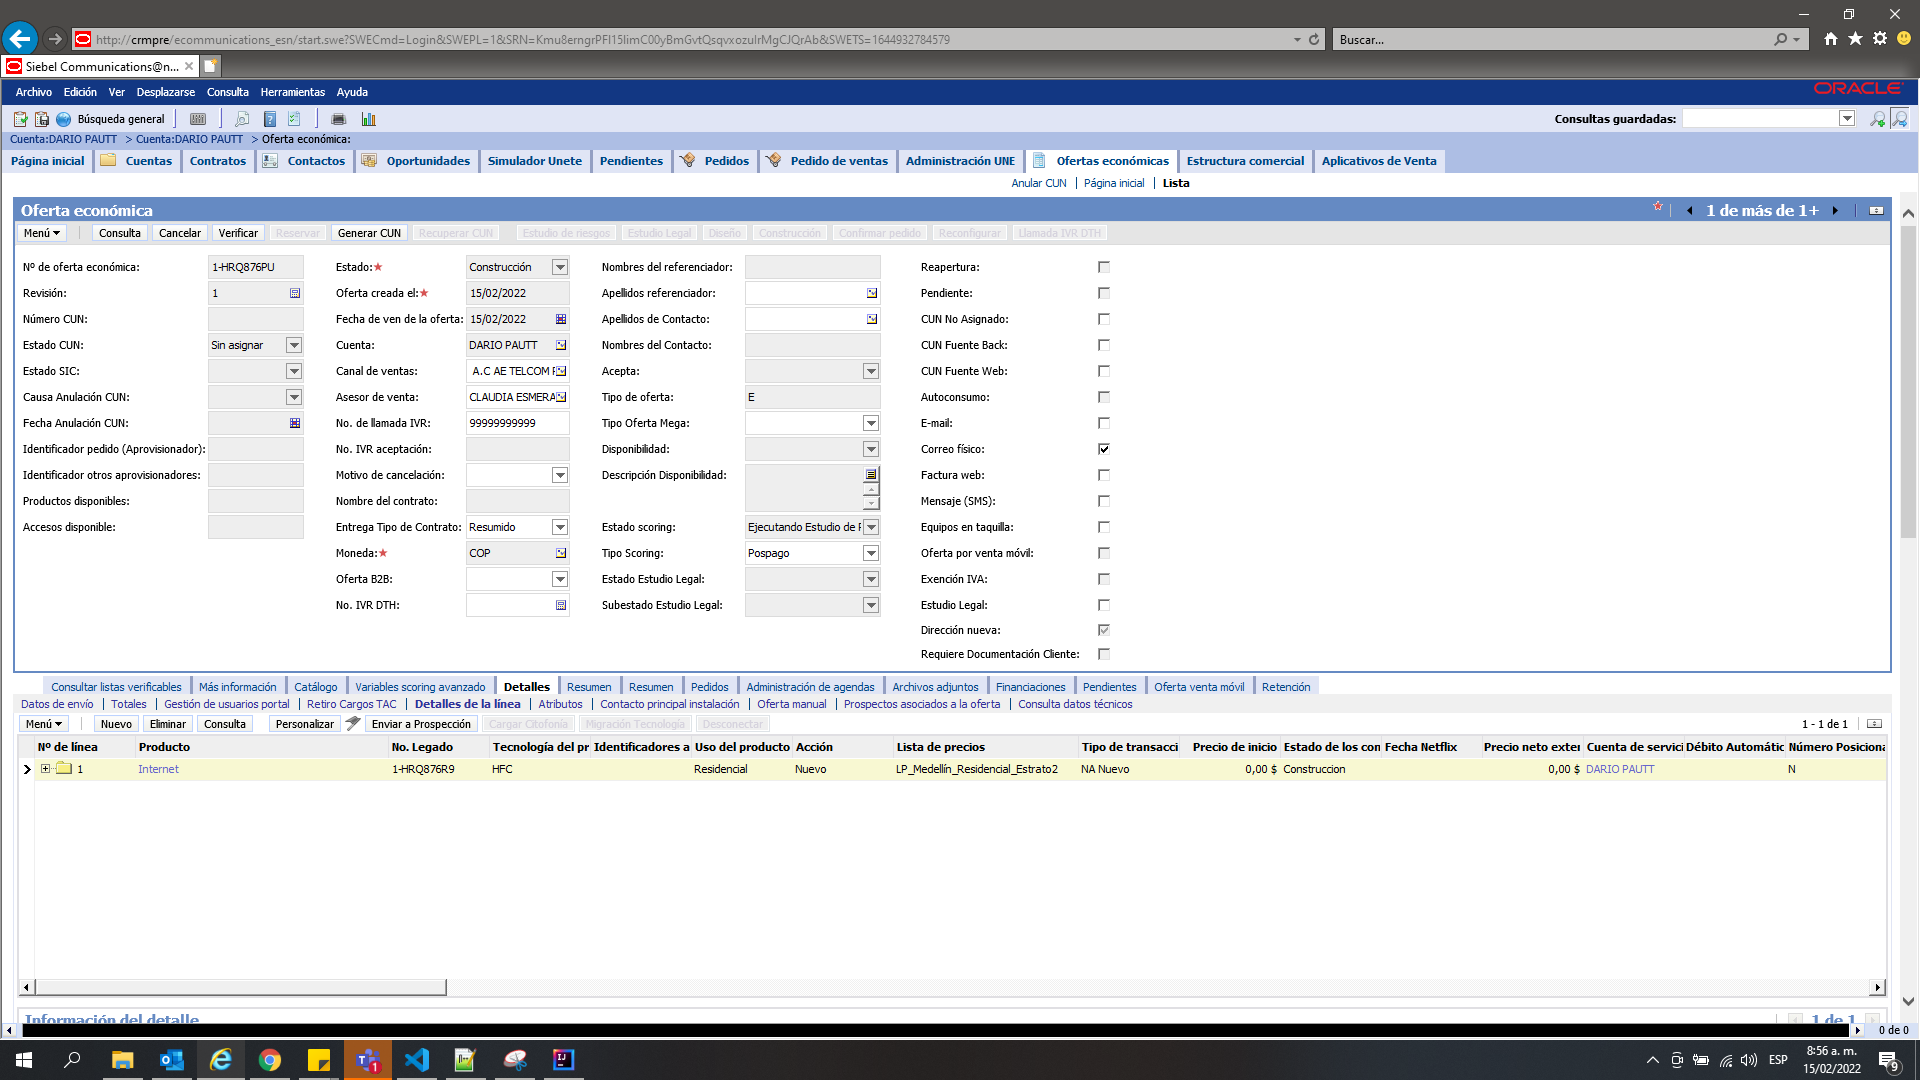 http://crmpre/ecommunications_esn/start.swe?SWECmd=Login&SWEPL=1&SRN=Kmu8erngrPFI15IimC00yBmGvtQsqvxozulrMgCJQrAb&SWETS=1644932784579
Buscar...
Siebel Communications@n...
Archivo Edición Ver Desplazarse Consulta Herramientas Ayuda
ORACLE
Búsqueda general
Consultas guardadas:
Cuenta:DARIO PAUTT > Cuenta:DARIO PAUTT > Oferta económica:
Página inicial Cuentas Contratos Contactos Oportunidades Simulador Unete Pendientes Pedidos Pedido de ventas Administración UNE Ofertas económicas Estructura comercial Aplicativos de Venta
Anular CUN | Página inicial | Lista
Oferta económica
1 de más de 1+
Menú Consulta Cancelar Verificar Reservar Generar CUN Recuperar CUN Estudio de riesgos Estudio Legal Diseño Construcción Confirmar pedido Reconfigurar Llamada IVR DTH
Nº de oferta económica: 1-HRQ876PU Estado: Construcción Nombres del referenciador: Reapertura:
Revisión: 1 Oferta creada el: 15/02/2022 Apellidos referenciador: Pendiente:
Número CUN: Fecha de ven de la oferta: 15/02/2022 Apellidos de Contacto: CUN No Asignado:
Estado CUN: Sin asignar Cuenta: DARIO PAUTT Nombres del Contacto: CUN Fuente Back:
Estado SIC: Canal de ventas: A.C AE TELCOM Acepta: CUN Fuente Web:
Causa Anulación CUN: Asesor de venta: CLAUDIA ESMERA Tipo de oferta: E Autoconsumo:
Fecha Anulación CUN: No. de llamada IVR: 99999999999 Tipo Oferta Mega: E-mail:
Identificador pedido (Aprovisionador): No. IVR aceptación: Disponibilidad: Correo físico:
Identificador otros aprovisionadores: Motivo de cancelación: Descripción Disponibilidad: Factura web:
Productos disponibles: Nombre del contrato: Mensaje (SMS):
Accesos disponible: Entrega Tipo de Contrato: Resumido Estado scoring: Ejecutando Estudio de Equipos en taquilla:
Moneda: COP Tipo Scoring: Pospago Oferta por venta móvil:
Oferta B2B: Estado Estudio Legal: Exención IVA:
No. IVR DTH: Subestado Estudio Legal: Estudio Legal:
Dirección nueva:
Requiere Documentación Cliente:
Consultar listas verificables Más información Catálogo Variables scoring avanzado Detalles Resumen Resumen Pedidos Administración de agendas Archivos adjuntos Financiaciones Pendientes Oferta venta móvil Retención
Datos de envío | Totales | Gestión de usuarios portal | Retiro Cargos TAC | Detalles de la línea | Atributos | Contacto principal instalación | Oferta manual | Prospectos asociados a la oferta | Consulta datos técnicos
Menú Nuevo Eliminar Consulta Personalizar Enviar a Prospección Cargar Citofonía Migración Tecnología Desconectar
1 - 1 de 1
Nº de línea Producto No. Legado Tecnología del pr Identificadores a Uso del producto Acción Lista de precios Tipo de transacci Precio de inicio Estado de los con Fecha Netflix Precio neto exter Cuenta de servici Débito Automátic Número Posiciona
1 Internet 1-HRQ876R9 HFC Residencial Nuevo LP_Medellín_Residencial_Estrato2 NA Nuevo 0,00 $ Construccion 0,00 $ DARIO PAUTT N
Información del detalle
1 de 1
0 de 0
ESP
8:56 a. m.
15/02/2022
1
9